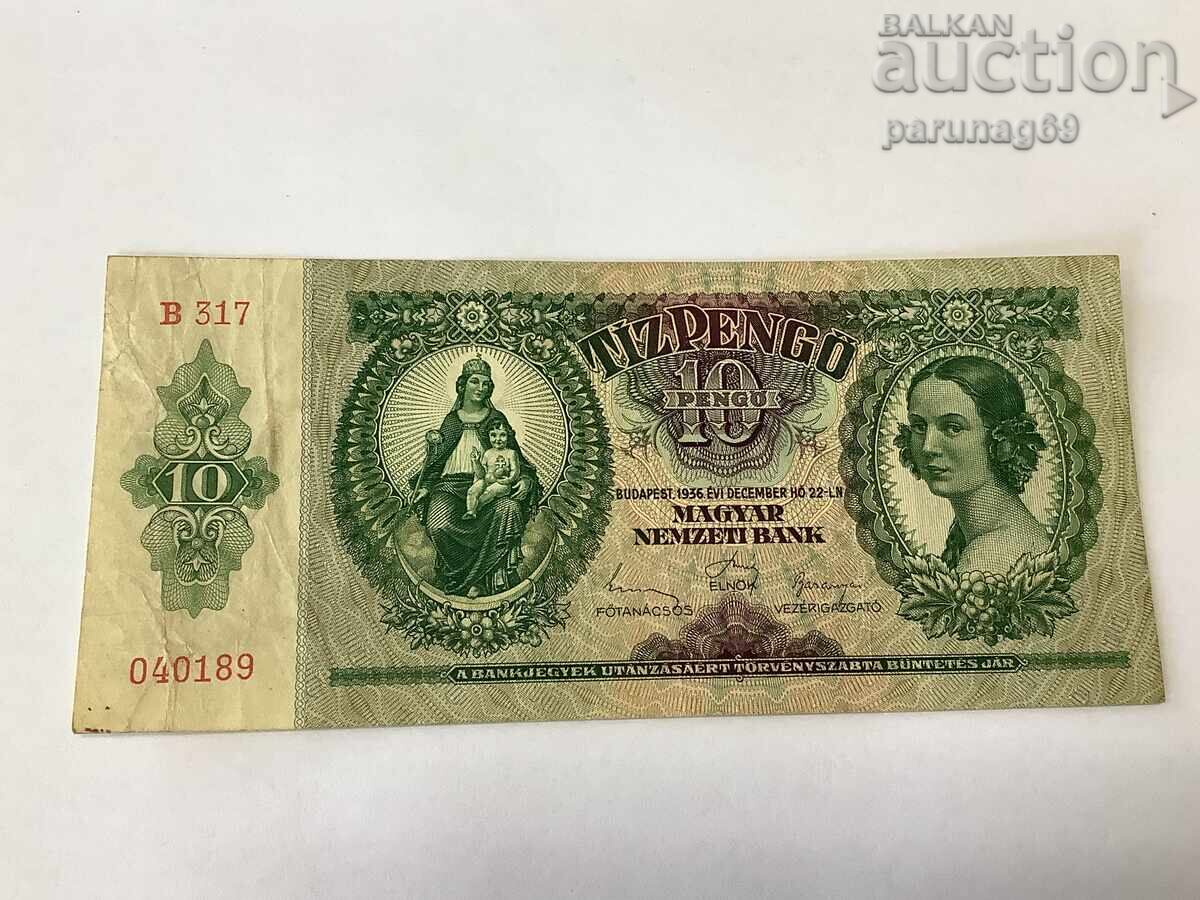 BALKAN
auction
parunag69
B 317
TÍZ PENGŐ
10
PENGŐ
10
BUDAPEST, 1936. ÉVI DECEMBER HÓ 22-ÉN
MAGYAR
NEMZETI BANK
ELNÖK
FŐTANÁCSOS VEZÉRIGAZGATÓ
040189
A BANKJEGYEK UTÁNZÁSÁÉRT TÖRVÉNYSZABTA BÜNTETÉS JÁR